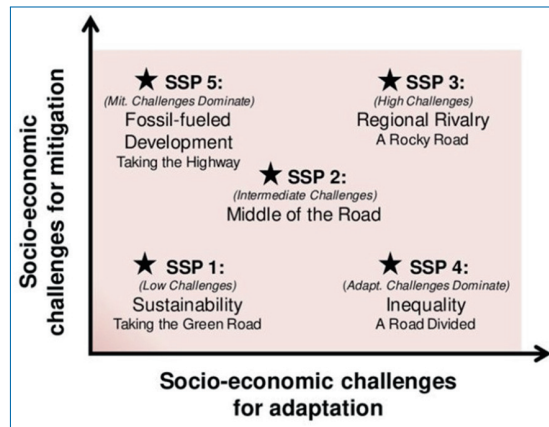 Socio-economic
challenges for mitigation
★ SSP 5:
(Mit. Challenges Dominate)
Fossil-fueled
Development
Taking the Highway
★ SSP 3:
(High Challenges)
Regional Rivalry
A Rocky Road
★ SSP 2:
(Intermediate Challenges)
Middle of the Road
★ SSP 1:
(Low Challenges)
Sustainability
Taking the Green Road
★ SSP 4:
(Adapt. Challenges Dominate)
Inequality
A Road Divided
Socio-economic challenges
for adaptation